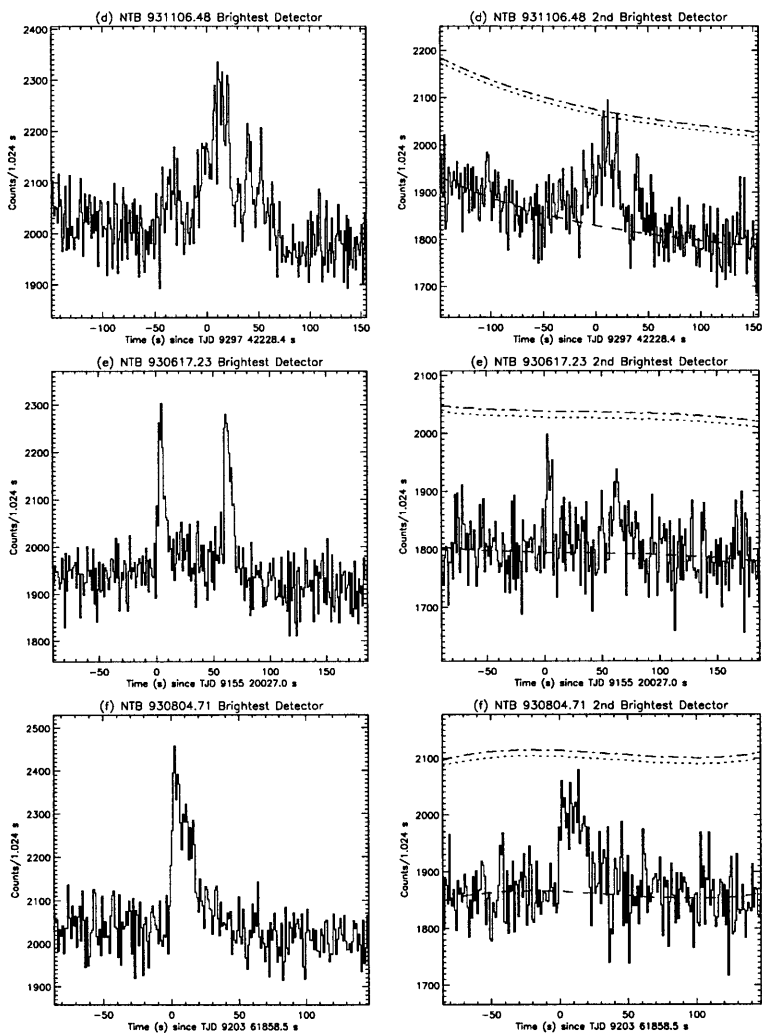 (d) NTB 931106.48 Brightest Detector
2400
2300
2200
2100
2000
1900
Counts/1.024 s
-100 -50 0 50 100 150
Time (s) since TJD 9297 42228.4 s
(d) NTB 931106.48 2nd Detector
2200
2100
2000
1900
1800
1700
Counts/1.024 s
-100 -50 0 50 100 150
Time (s) since TJD 9297 42228.4 s
(e) NTB 930617.23 Brightest Detector
2300
2200
2100
2000
1900
1800
Counts/1.024 s
-50 0 50 100 150
Time (s) since TJD 9155 20027.0 s
(e) NTB 930617.23 2nd Detector
2100
2000
1900
1800
1700
Counts/1.024 s
-50 0 50 100 150
Time (s) since TJD 9155 20027.0 s
(f) NTB 930804.71 Brightest Detector
2500
2400
2300
2200
2100
2000
1900
Counts/1.024 s
-50 0 50 100
Time (s) since TJD 9203 61858.5 s
(f) NTB 930804.71 2nd Detector
2100
2000
1900
1800
1700
Counts/1.024 s
-50 0 50 100
Time (s) since TJD 9203 61858.5 s